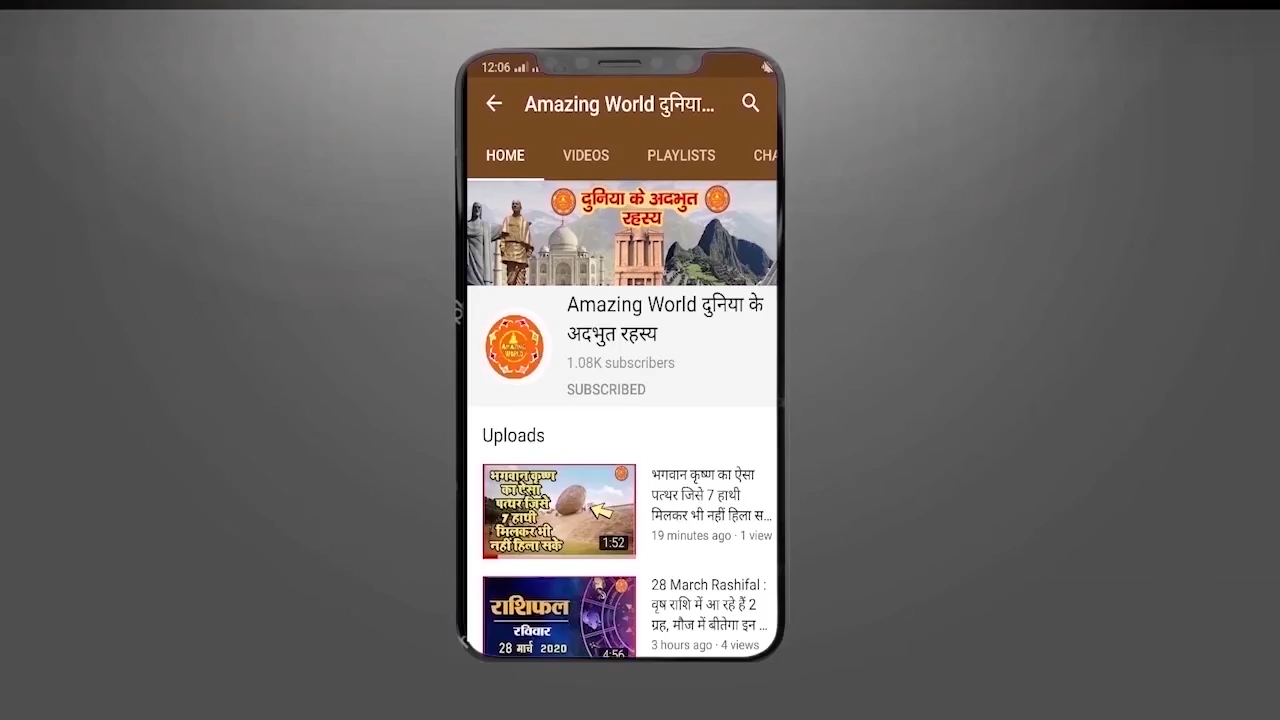 12:06
Amazing World दुनिया...
HOME VIDEOS PLAYLISTS CHA
दुनिया के अदभुत
रहस्य
Amazing World दुनिया के
अदभुत रहस्य
AMAZING
WORLD
1.08K subscribers
SUBSCRIBED
Uploads
भगवान कृष्ण
का ऐसा
पत्थर जिसे
7 हाथी
मिलकर भी
नहीं हिला सके
1:52
भगवान कृष्ण का ऐसा
पत्थर जिसे 7 हाथी
मिलकर भी नहीं हिला स...
19 minutes ago · 1 view
राशिफल
रविवार
28 मार्च 2020
4:56
28 March Rashifal :
वृष राशि में आ रहे हैं 2
ग्रह, मौज में बीतेगा इन ...
3 hours ago · 4 views